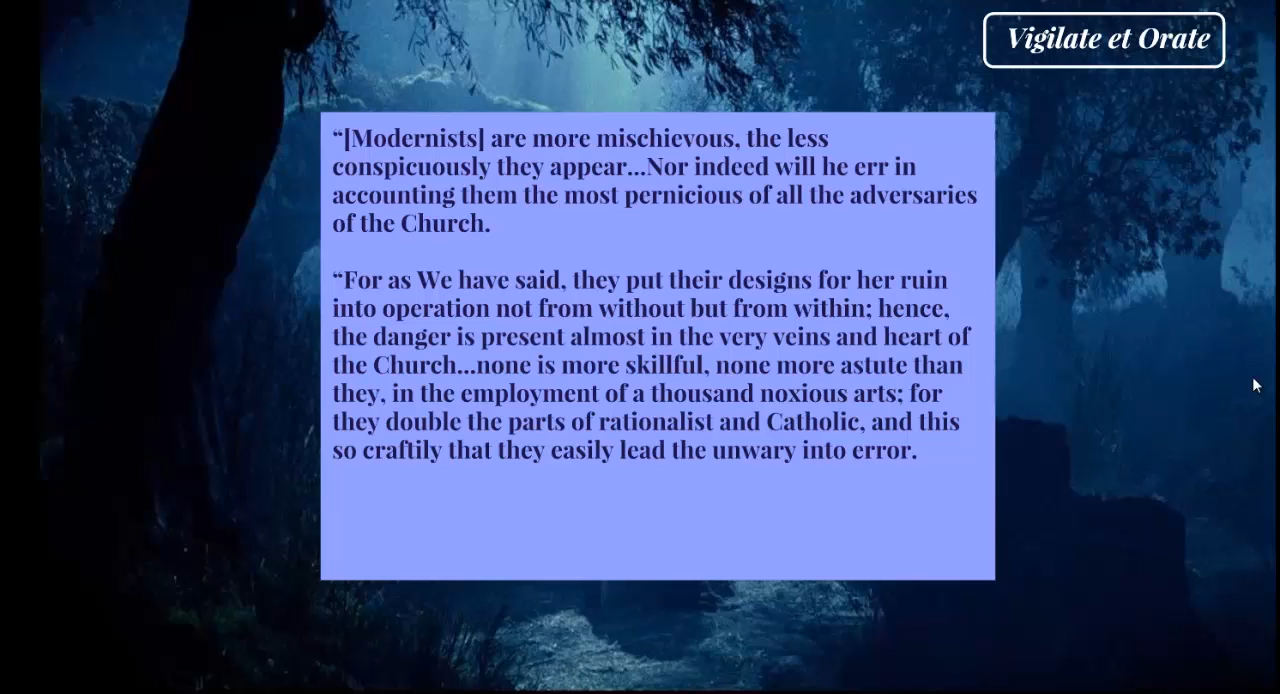 Vigilate et Orate
“[Modernists] are more mischievous, the less
conspicuously they appear...Nor indeed will he err in
accounting them the most pernicious of all the adversaries
of the Church.
“For as We have said, they put their designs for her ruin
into operation not from without but from within; hence,
the danger is present almost in the very veins and heart of
the Church...none is more skillful, none more astute than
they, in the employment of a thousand noxious arts; for
they double the parts of rationalist and Catholic, and this
so craftily that they easily lead the unwary into error.